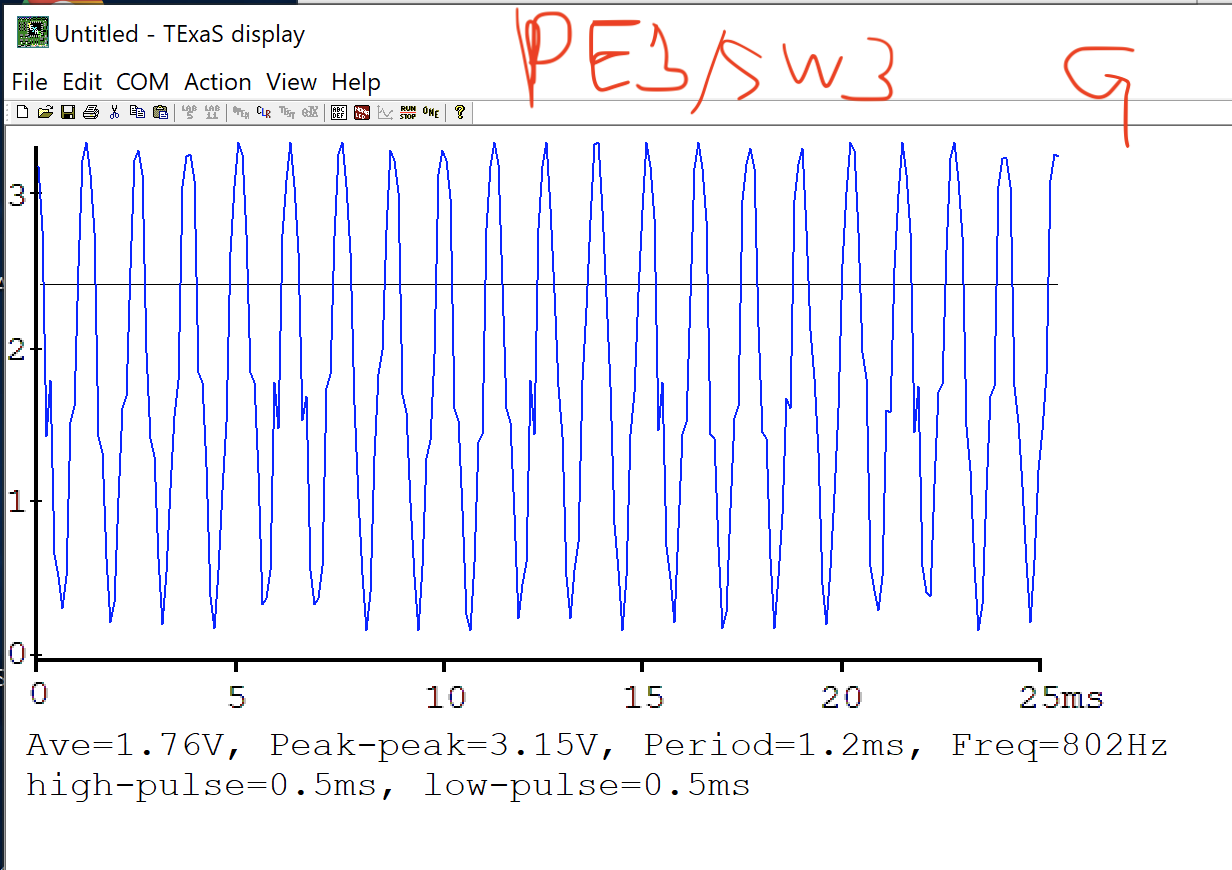 Untitled - TExaS display
PE3/SW3 G
File Edit COM Action View Help
3
2
1
0
0 5 10 15 20 25ms
Ave=1.76V, Peak-peak=3.15V, Period=1.2ms, Freq=802Hz
high-pulse=0.5ms, low-pulse=0.5ms